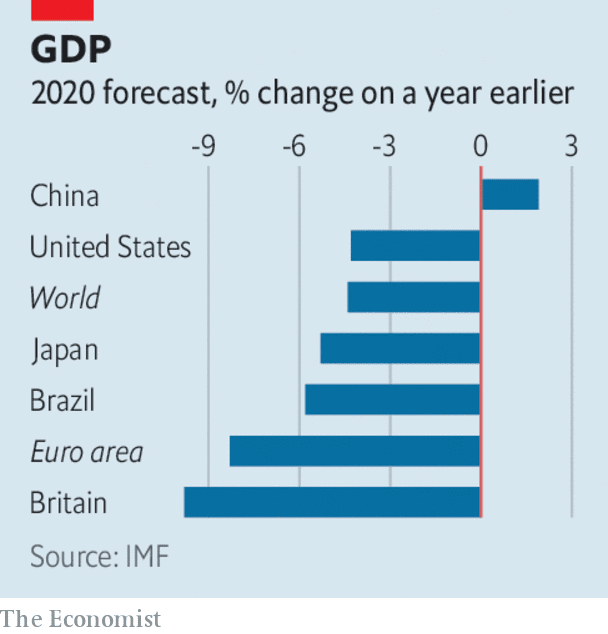 GDP
2020 forecast, % change on a year earlier
-9 -6 -3 0 3
China
United States
World
Japan
Brazil
Euro area
Britain
Source: IMF
The Economist